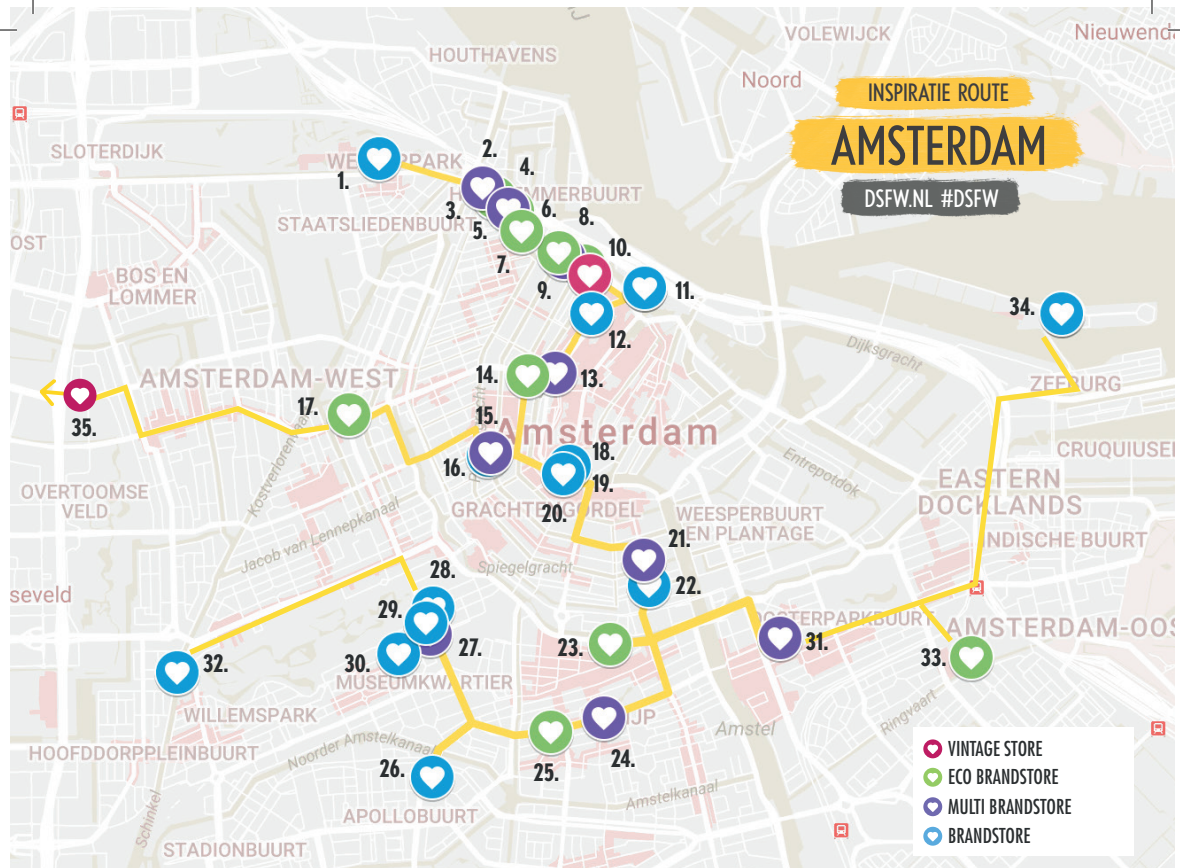 HOUTHAVENS
VOLEWIJCK
Nieuwend
Noord
INSPIRATIE ROUTE
AMSTERDAM
DSFW.NL #DSFW
SLOTERDIJK
2.
4.
1.
3.
6.
STAATSLIEDENBUURT
5.
8.
OST
7.
10.
BOS EN
LOMMER
9.
11.
34.
12.
Dijksgracht
AMSTERDAM-WEST
14.
13.
ZEEBURG
17.
15.
35.
Amsterdam
16.
18.
CRUQUIUSE
Kostverlorenvaa
19.
Entrepotdok
OVERTOOMSE
VELD
EASTERN
DOCKLANDS
20.
WEESPERBUURT
EN PLANTAGE
Jacob van Lennepkanaal
21.
INDISCHE BUURT
Spiegelgracht
seveld
28.
22.
29.
OOSTERPARKBUURT
AMSTERDAM-OOS
23.
31.
27.
30.
32.
33.
MUSEUMKWARTIER
WILLEMSPARK
Ringvaart
IJP
Amstel
24.
HOOFDDORPPLEINBUURT
Noorder Amstelkanaal
25.
26.
VINTAGE STORE
ECO BRANDSTORE
MULTI BRANDSTORE
BRANDSTORE
Amstelkanaal
APOLLOBUURT
Schinkel
STADIONBUURT